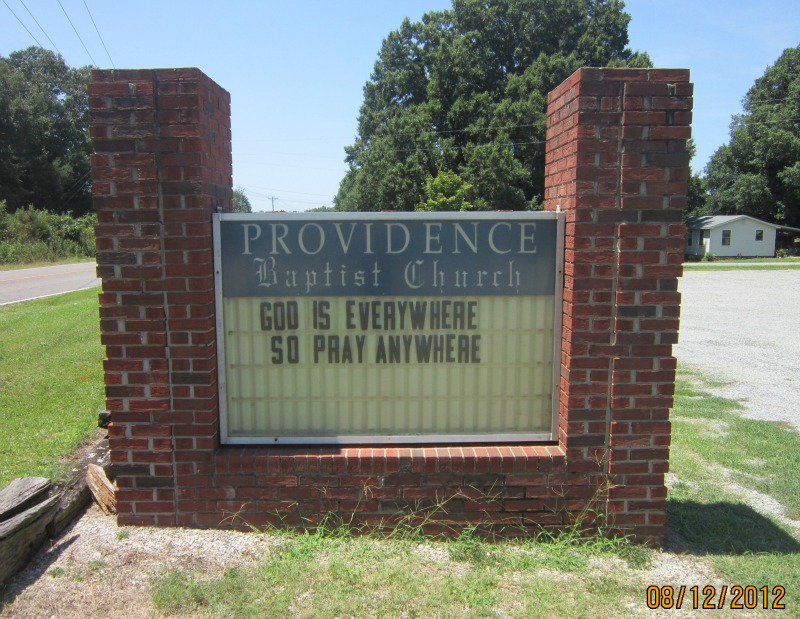 PROVIDENCE
Baptist Church
GOD IS EVERYWHERE
SO PRAY ANYWHERE
08/12/2012